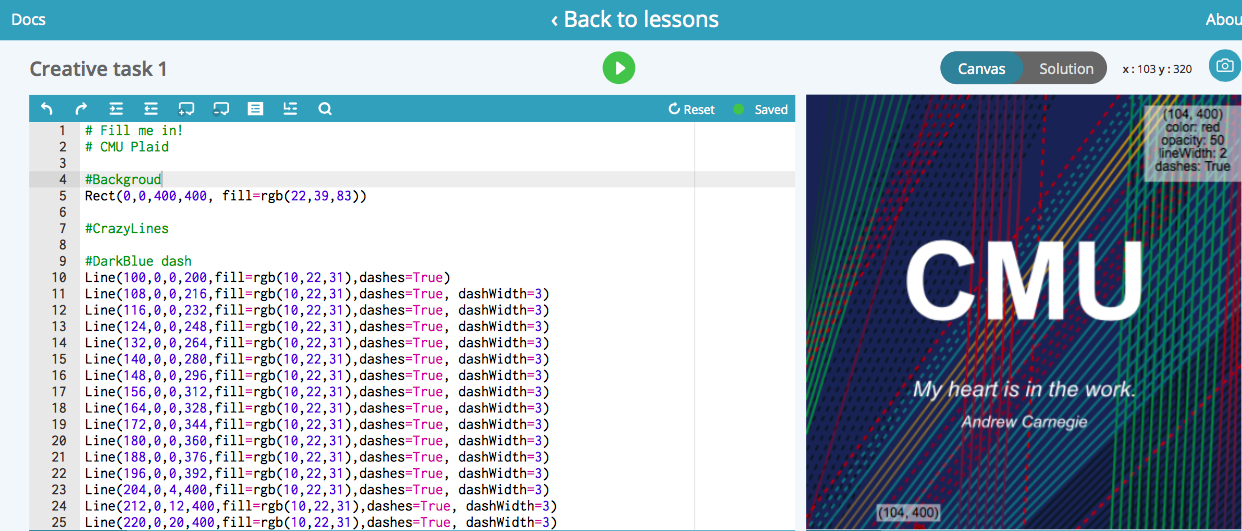 Docs
‹ Back to lessons
Abou
Creative task 1
Canvas
Solution
x : 103 y : 320
Reset
Saved
1 # Fill me in!
2 # CMU Plaid
3
4 #Backgroud
5 Rect(0,0,400,400, fill=rgb(22,39,83))
6
7 #CrazyLines
8
9 #DarkBlue dash
10 Line(100,0,0,200,fill=rgb(10,22,31),dashes=True)
11 Line(108,0,0,216,fill=rgb(10,22,31),dashes=True, dashWidth=3)
12 Line(116,0,0,232,fill=rgb(10,22,31),dashes=True, dashWidth=3)
13 Line(124,0,0,248,fill=rgb(10,22,31),dashes=True, dashWidth=3)
14 Line(132,0,0,264,fill=rgb(10,22,31),dashes=True, dashWidth=3)
15 Line(140,0,0,280,fill=rgb(10,22,31),dashes=True, dashWidth=3)
16 Line(148,0,0,296,fill=rgb(10,22,31),dashes=True, dashWidth=3)
17 Line(156,0,0,312,fill=rgb(10,22,31),dashes=True, dashWidth=3)
18 Line(164,0,0,328,fill=rgb(10,22,31),dashes=True, dashWidth=3)
19 Line(172,0,0,344,fill=rgb(10,22,31),dashes=True, dashWidth=3)
20 Line(180,0,0,360,fill=rgb(10,22,31),dashes=True, dashWidth=3)
21 Line(188,0,0,376,fill=rgb(10,22,31),dashes=True, dashWidth=3)
22 Line(196,0,0,392,fill=rgb(10,22,31),dashes=True, dashWidth=3)
23 Line(204,0,4,400,fill=rgb(10,22,31),dashes=True, dashWidth=3)
24 Line(212,0,12,400,fill=rgb(10,22,31),dashes=True, dashWidth=3)
25 Line(220,0,20,400,fill=rgb(10,22,31),dashes=True, dashWidth=3)
(104, 400)
color: red
opacity: 50
lineWidth: 2
dashes: True
CMU
My heart is in the work.
Andrew Carnegie
(104, 400)